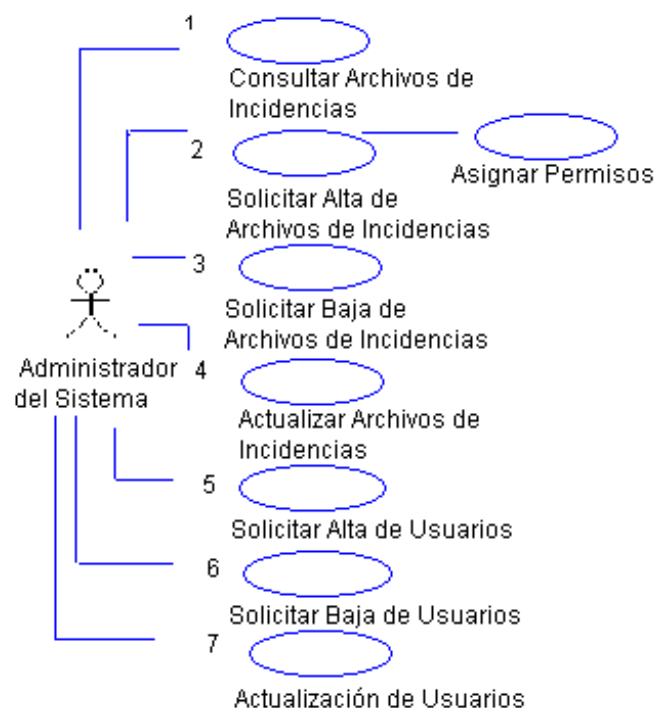 1
Consultar Archivos de
Incidencias
2
Asignar Permisos
Solicitar Alta de
Archivos de Incidencias
3
Solicitar Baja de
Archivos de Incidencias
Administrador
del Sistema
4
Actualizar Archivos de
Incidencias
5
Solicitar Alta de Usuarios
6
Solicitar Baja de Usuarios
7
Actualización de Usuarios